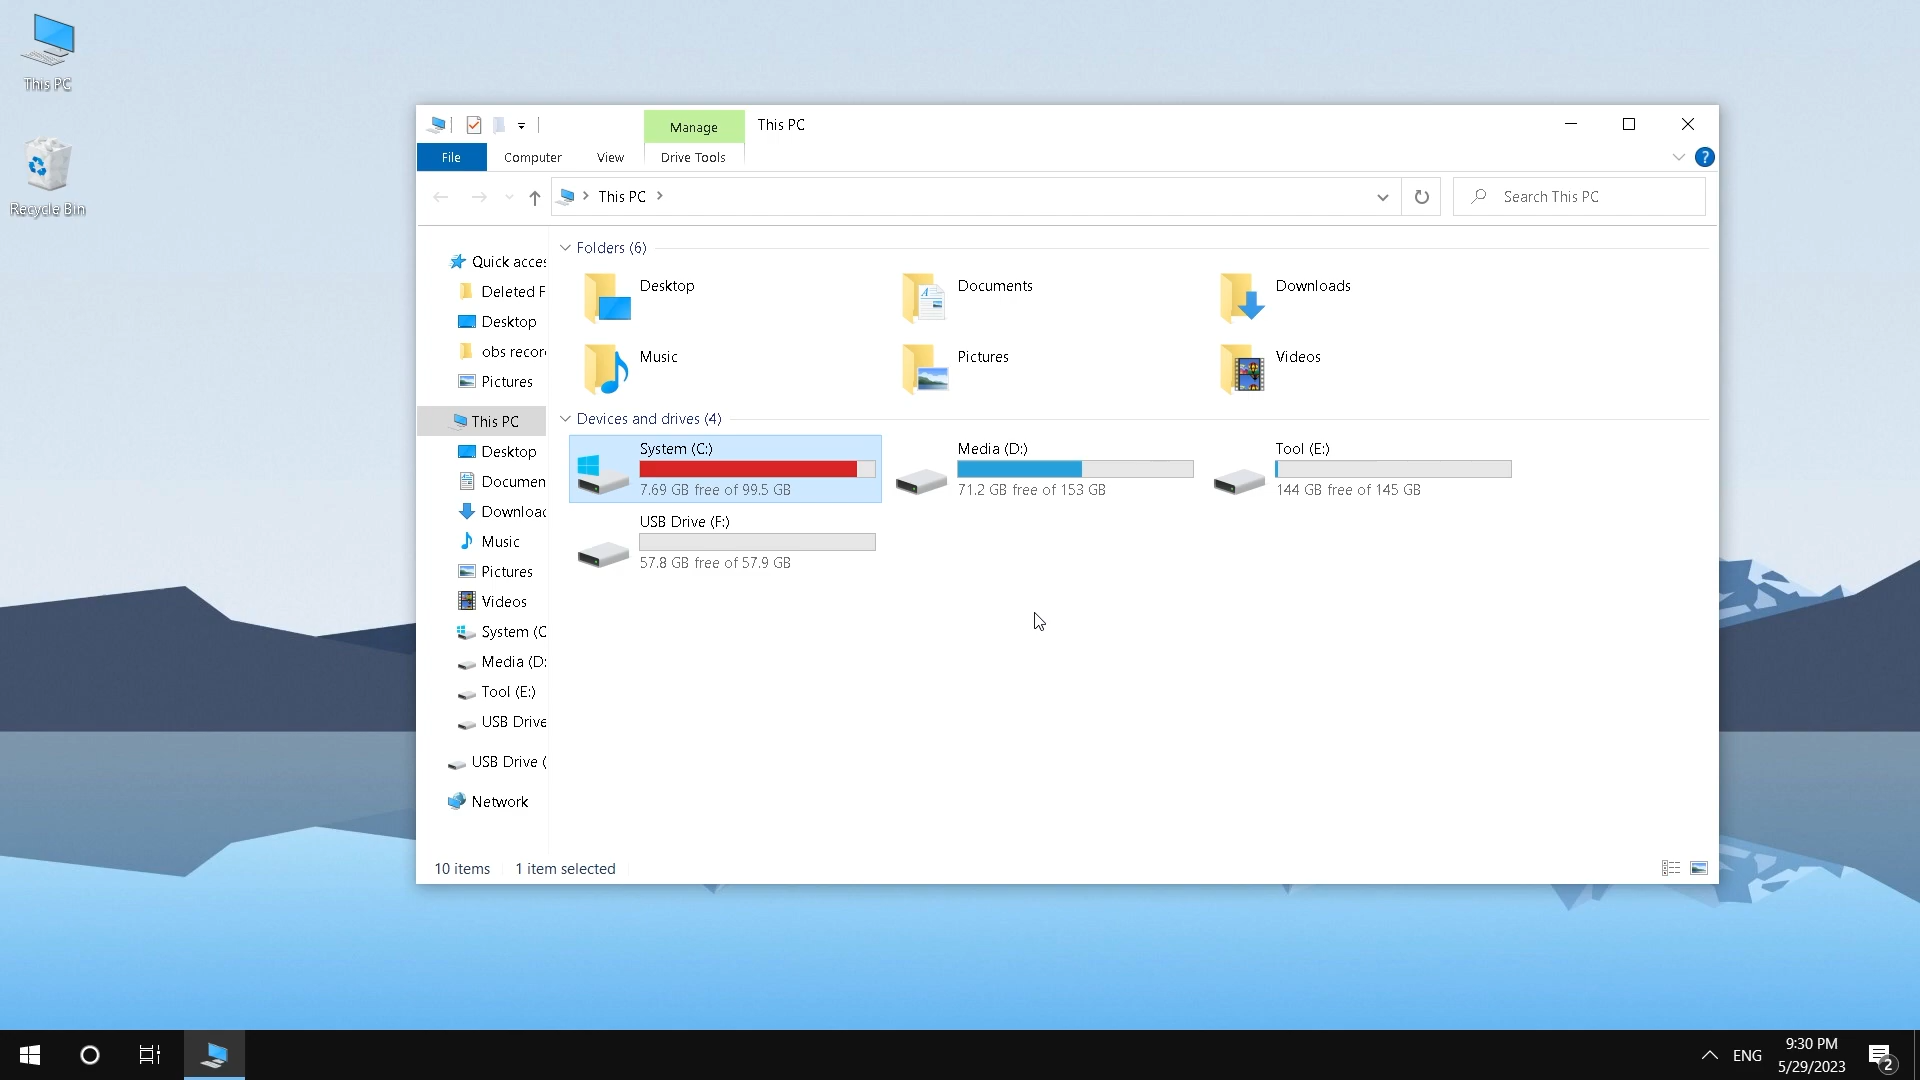 This PC
Recycle Bin
Manage
This PC
File
Computer
View
Drive Tools
?
This PC
Search This PC
Quick acces
Deleted F
Desktop
obs recor
Pictures
This PC
Desktop
Documen
Downloac
Music
Pictures
Videos
System (C
Media (D:
Tool (E:)
USB Drive
USB Drive (
Network
Folders (6)
Desktop
Documents
Downloads
Music
Pictures
Videos
Devices and drives (4)
System (C:)
7.69 GB free of 99.5 GB
Media (D:)
71.2 GB free of 153 GB
Tool (E:)
144 GB free of 145 GB
USB Drive (F:)
57.8 GB free of 57.9 GB
10 items
1 item selected
ENG
9:30 PM
5/29/2023
2